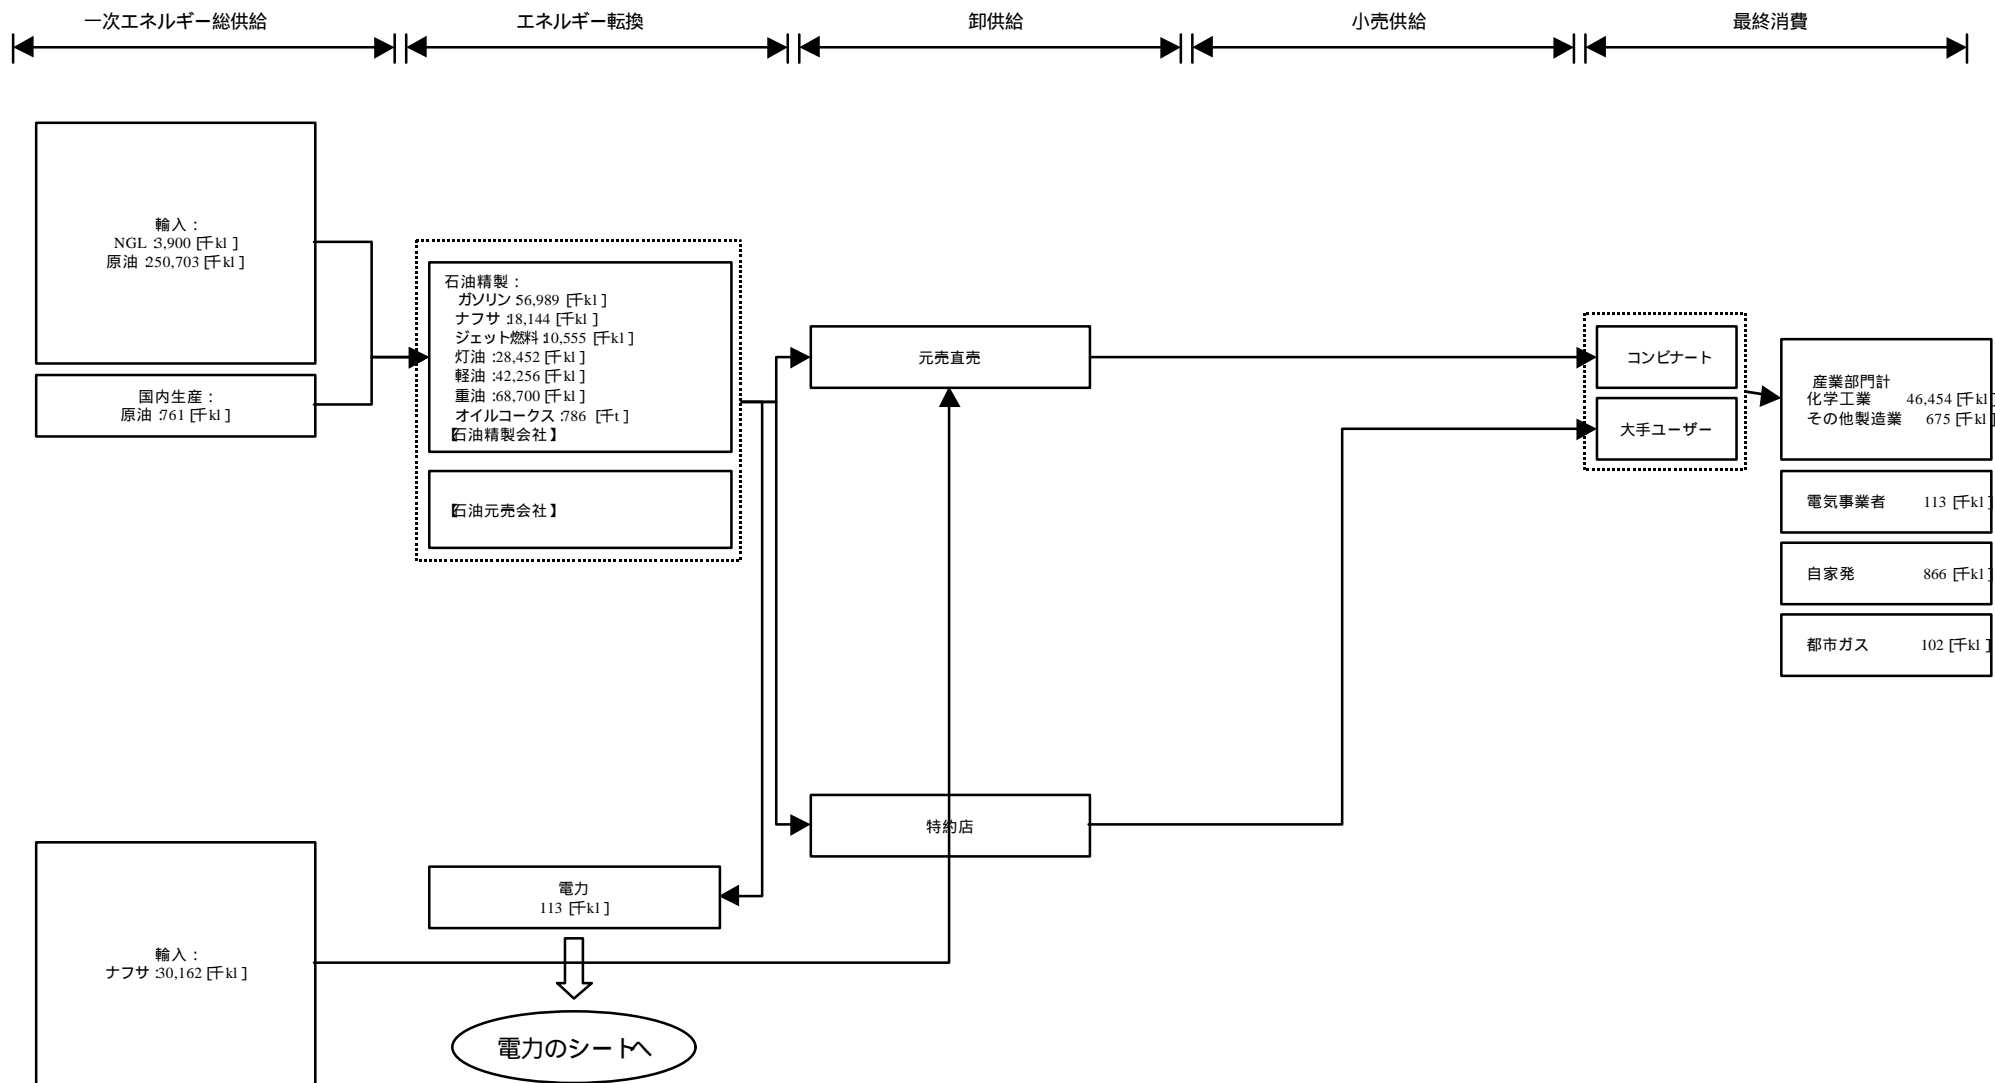 一次エネルギー総供給
エネルギー転換
卸供給
小売供給
最終消費
輸入：
NGL :3,900 [千kl]
原油 :250,703 [千kl]
国内生産：
原油 :761 [千kl]
石油精製：
ガソリン :56,989 [千kl]
ナフサ :18,144 [千kl]
ジェット燃料 :10,555 [千kl]
灯油 :28,452 [千kl]
軽油 :42,256 [千kl]
重油 :68,700 [千kl]
オイルコークス :786 [千t]
【石油精製会社】
【石油元売会社】
元売直売
コンビナート
大手ユーザー
産業部門計
化学工業 46,454 [千kl]
その他製造業 675 [千kl]
電気事業者 113 [千kl]
自家発 866 [千kl]
都市ガス 102 [千kl]
特約店
電力
113 [千kl]
輸入：
ナフサ :30,162 [千kl]
電力のシートへ